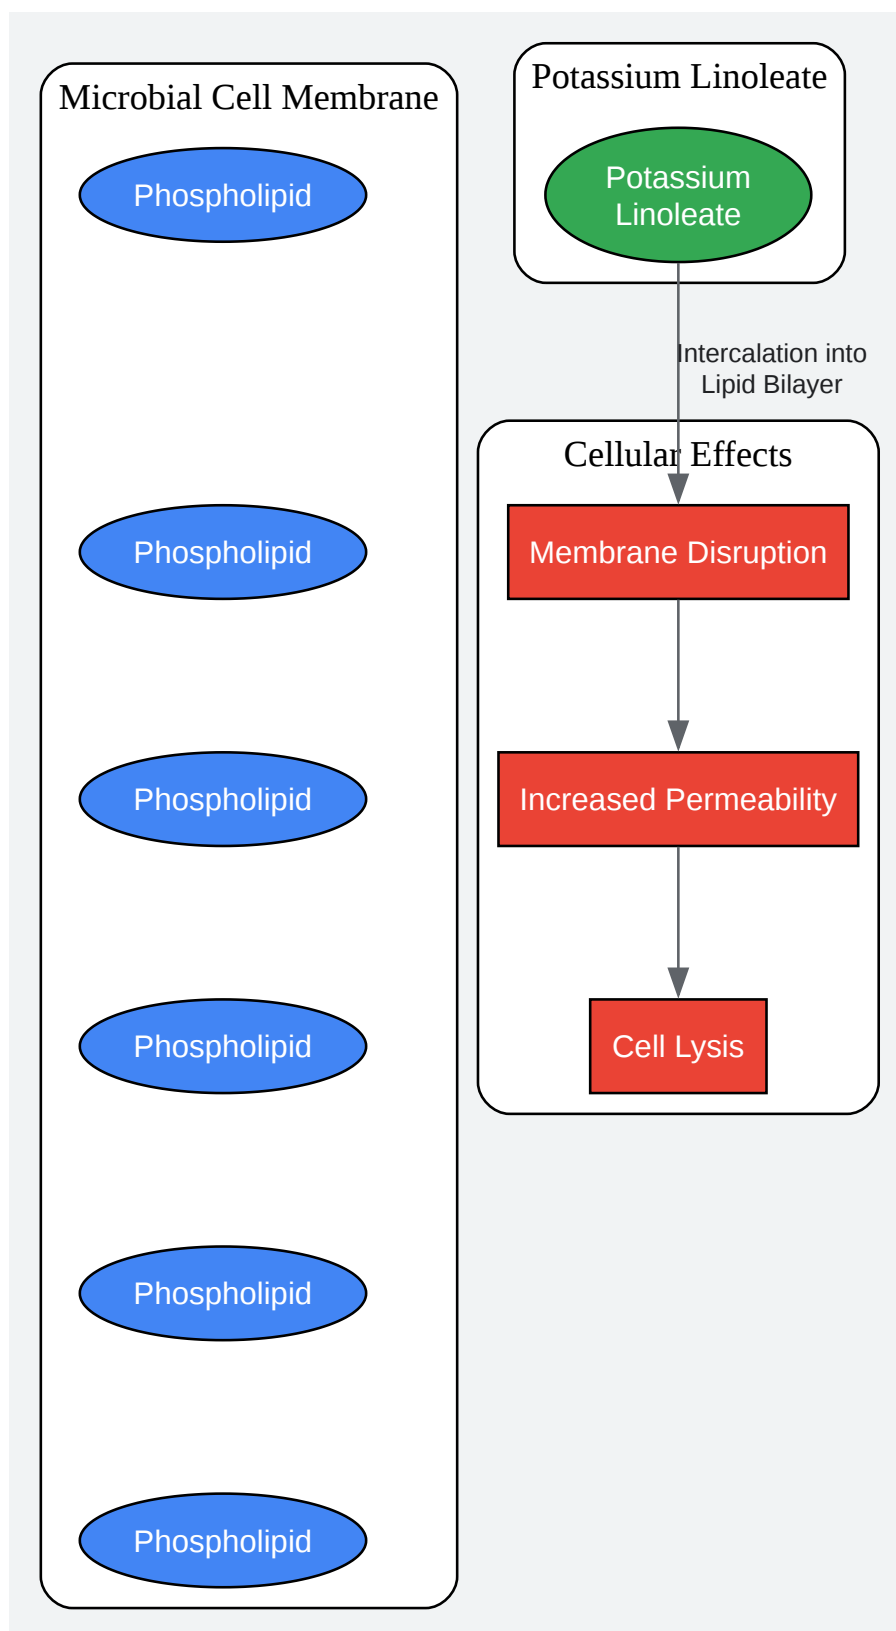 Microbial Cell Membrane
Phospholipid
Phospholipid
Phospholipid
Phospholipid
Phospholipid
Phospholipid
Potassium Linoleate
Potassium
Linoleate
Intercalation into
Lipid Bilayer
Cellular Effects
Membrane Disruption
Increased Permeability
Cell Lysis